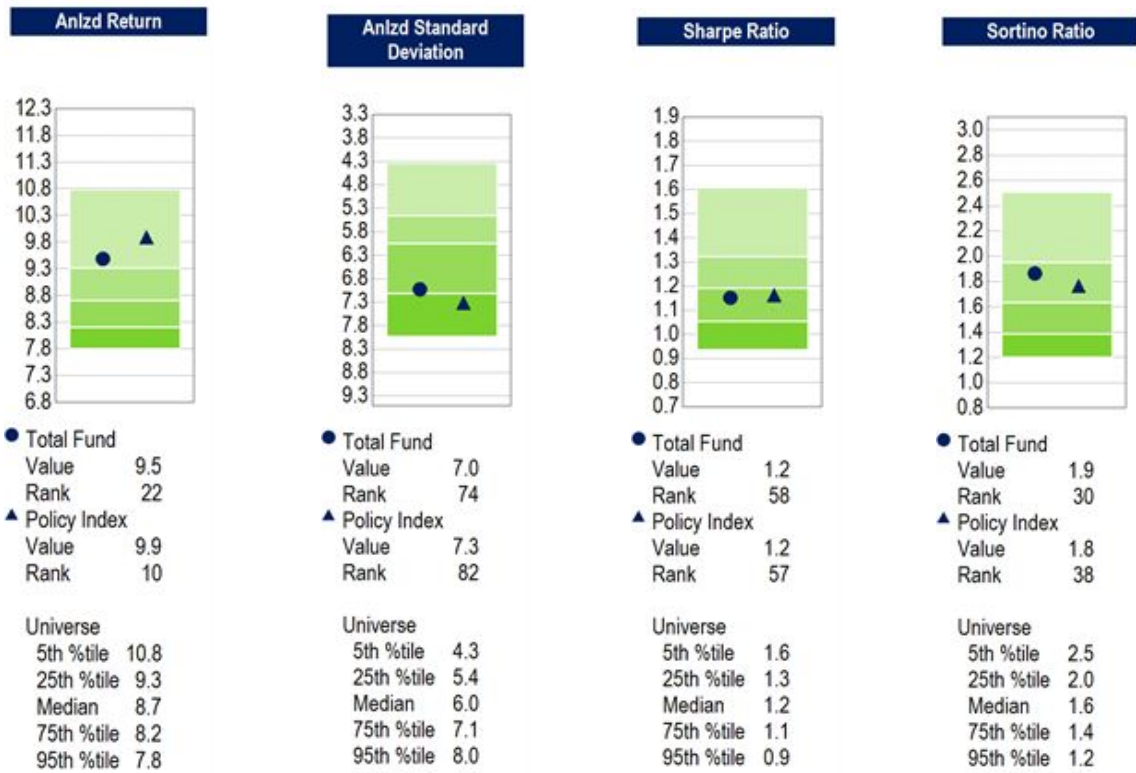 Anlzd Return
12.3
11.8
11.3
10.8
10.3
9.8
9.3
8.8
8.3
7.8
7.3
6.8
Total Fund
Value 9.5
Rank 22
Policy Index
Value 9.9
Rank 10
Universe
5th %tile 10.8
25th %tile 9.3
Median 8.7
75th %tile 8.2
95th %tile 7.8
Anlzd Standard
Deviation
3.3
3.8
4.3
4.8
5.3
5.8
6.3
6.8
7.3
7.8
8.3
8.8
9.3
Total Fund
Value 7.0
Rank 74
Policy Index
Value 7.3
Rank 82
Universe
5th %tile 4.3
25th %tile 5.4
Median 6.0
75th %tile 7.1
95th %tile 8.0
Sharpe Ratio
1.9
1.8
1.7
1.6
1.5
1.4
1.3
1.2
1.1
1.0
0.9
0.8
0.7
Total Fund
Value 1.2
Rank 58
Policy Index
Value 1.2
Rank 57
Universe
5th %tile 1.6
25th %tile 1.3
Median 1.2
75th %tile 1.1
95th %tile 0.9
Sortino Ratio
3.0
2.8
2.6
2.4
2.2
2.0
1.8
1.6
1.4
1.2
1.0
0.8
Total Fund
Value 1.9
Rank 30
Policy Index
Value 1.8
Rank 38
Universe
5th %tile 2.5
25th %tile 2.0
Median 1.6
75th %tile 1.4
95th %tile 1.2